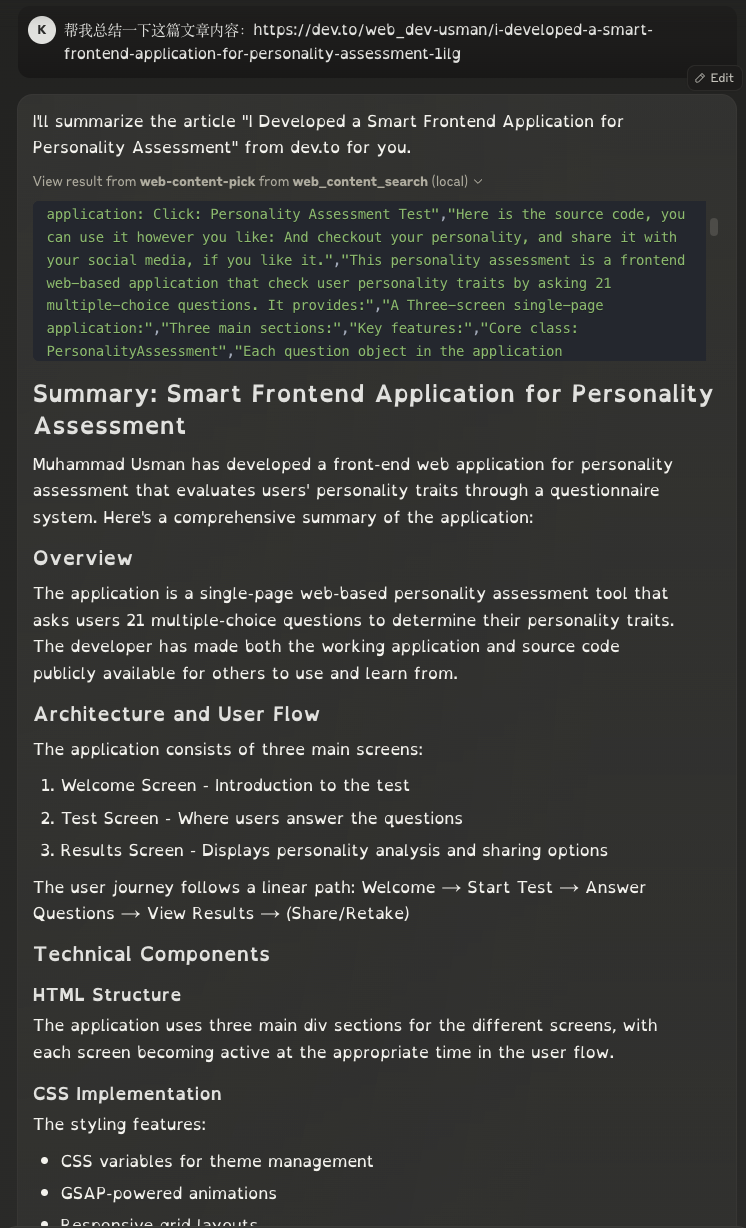 K
帮我总结一下这篇文章内容：https://dev.to/web_dev-usman/i-developed-a-smart-
frontend-application-for-personality-assessment-1ilg
Edit
I'll summarize the article "I Developed a Smart Frontend Application for
Personality Assessment" from dev.to for you.
View result from web-content-pick from web_content_search (local)
application: Click: Personality Assessment Test","Here is the source code, you
can use it however you like: And checkout your personality, and share it with
your social media, if you like it.","This personality assessment is a frontend
web-based application that check user personality traits by asking 21
multiple-choice questions. It provides:","A Three-screen single-page
application:","Three main sections:","Key features:","Core class:
PersonalityAssessment","Each question object in the application
Summary: Smart Frontend Application for Personality
Assessment
Muhammad Usman has developed a front-end web application for personality
assessment that evaluates users' personality traits through a questionnaire
system. Here's a comprehensive summary of the application:
Overview
The application is a single-page web-based personality assessment tool that
asks users 21 multiple-choice questions to determine their personality traits.
The developer has made both the working application and source code
publicly available for others to use and learn from.
Architecture and User Flow
The application consists of three main screens:
1. Welcome Screen - Introduction to the test
2. Test Screen - Where users answer the questions
3. Results Screen - Displays personality analysis and sharing options
The user journey follows a linear path: Welcome → Start Test → Answer
Questions → View Results → (Share/Retake)
Technical Components
HTML Structure
The application uses three main div sections for the different screens, with
each screen becoming active at the appropriate time in the user flow.
CSS Implementation
The styling features:
• CSS variables for theme management
• GSAP-powered animations
• Responsive grid layouts